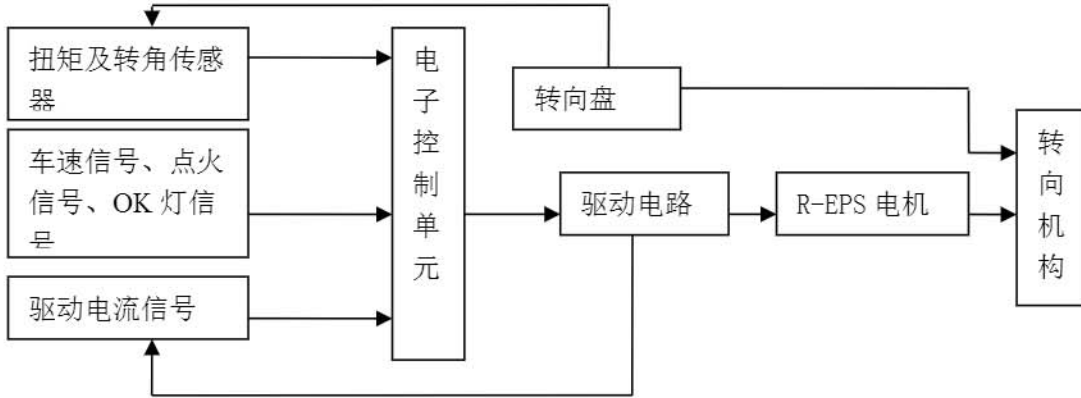 扭矩及转角传感
器
车速信号、点火
信号、OK 灯信
号
驱动电流信号
电
子
控
制
单
元
转向盘
驱动电路
R-EPS 电机
转
向
机
构